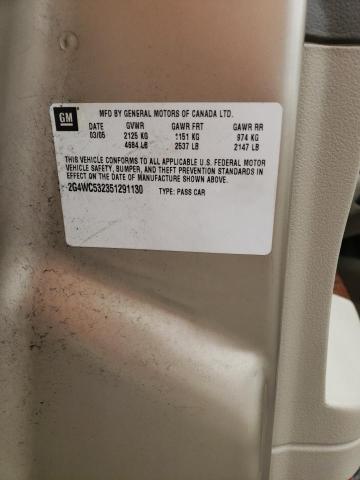 GM
MFD BY GENERAL MOTORS OF CANADA LTD.
DATE GVWR GAWR FRT GAWR RR
03/05 2125 KG 1151 KG 974 KG
4684 LB 2537 LB 2147 LB
THIS VEHICLE CONFORMS TO ALL APPLICABLE U.S. FEDERAL MOTOR
VEHICLE SAFETY, BUMPER, AND THEFT PREVENTION STANDARDS IN
EFFECT ON THE DATE OF MANUFACTURE SHOWN ABOVE.
2G4WC532351291130 TYPE: PASS CAR